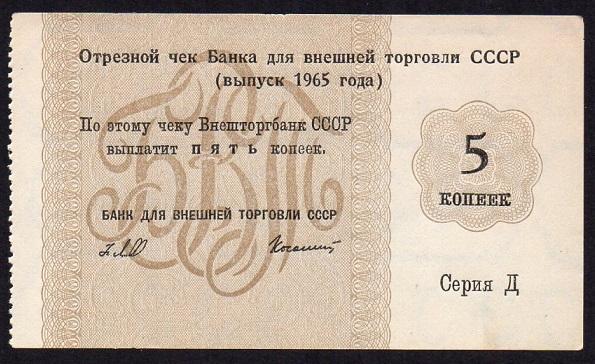 Отрезной чек Банка для внешней торговли СССР
(выпуск 1965 года)
По этому чеку Внешторгбанк СССР
выплатит пять копеек.
5
КОПЕЕК
БАНК ДЛЯ ВНЕШНЕЙ ТОРГОВЛИ СССР
Серия Д
БВТ